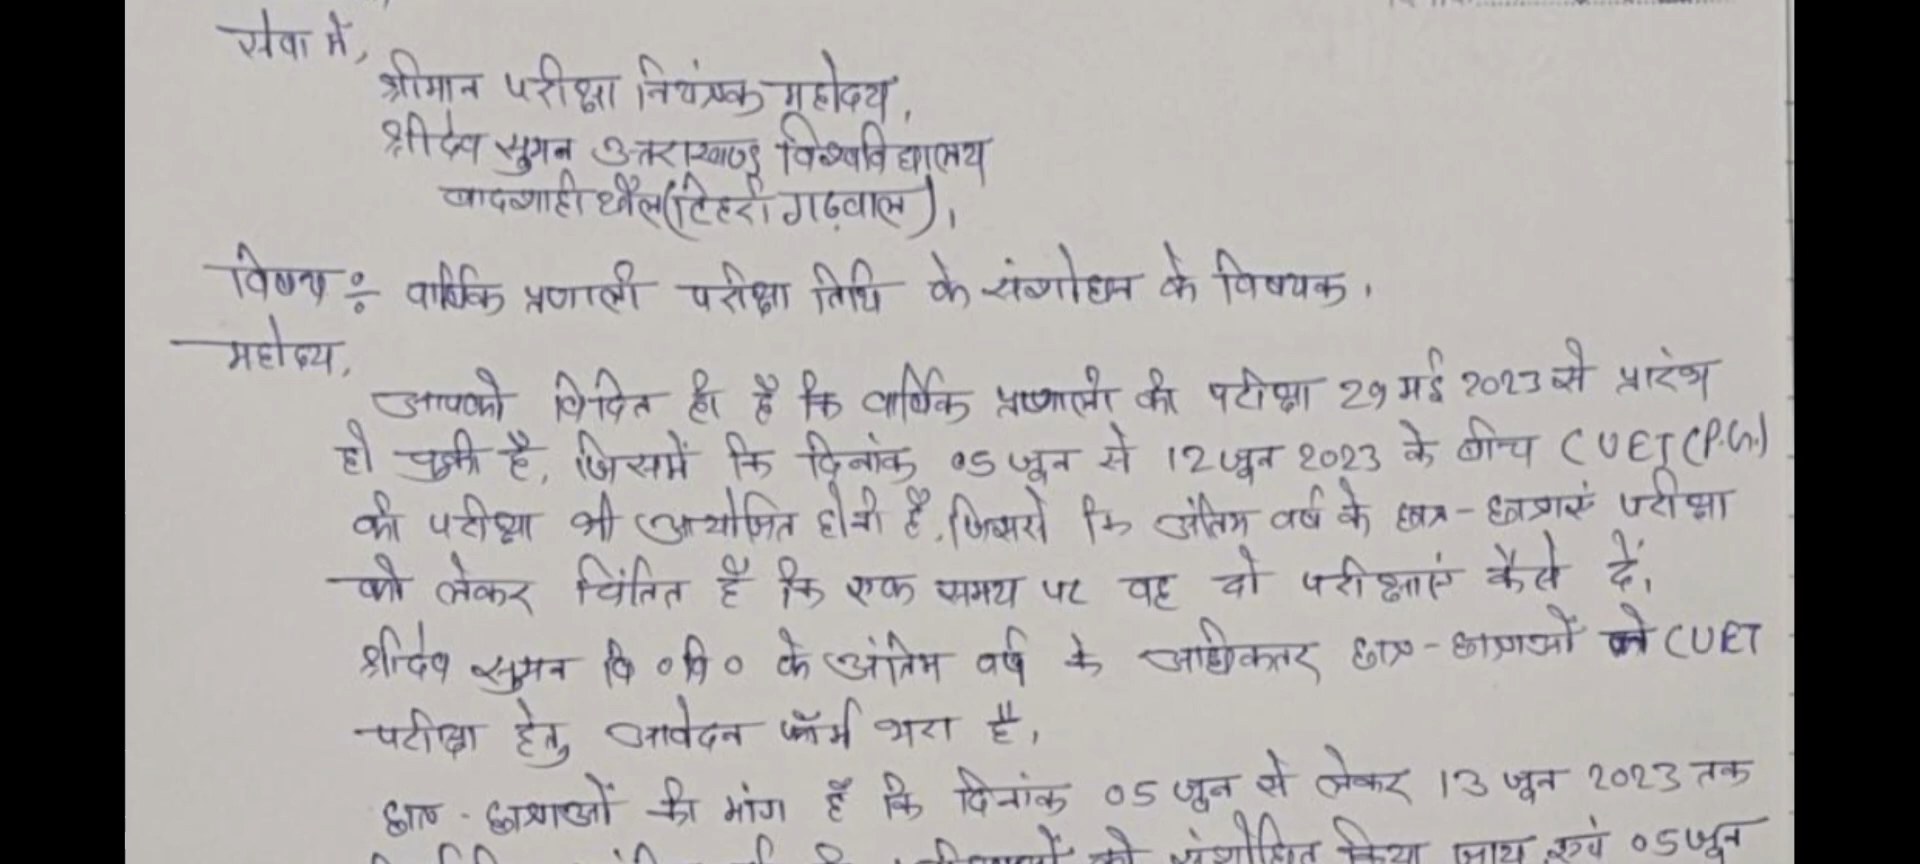 सेवा में,
श्रीमान परीक्षा नियंत्रक महोदय,
श्रीदेव सुमन उत्तराखण्ड विश्वविद्यालय
बादशाही थौल(टिहरी गढ़वाल),
विषय ÷ वार्षिक प्रणाली परीक्षा तिथि के संशोधन के विषयक।
महोदय,
आपको विदित ही है कि वार्षिक प्रणाली की परीक्षा 29 मई 2023 से प्रारंभ
हो चुकी है, जिसमें कि दिनांक 05 जून से 12 जून 2023 के बीच CUET (P.G.)
की परीक्षा भी आयोजित होनी है, जिससे कि अंतिम वर्ष के छात्र-छात्राएं परीक्षा
को लेकर चिंतित है कि एक समय पर वह दो परीक्षाएं कैसे दें,
श्रीदेव सुमन वि०वि० के अंतिम वर्ष के अधिकतर छात्र-छात्राओं ने CUET
परीक्षा हेतु आवेदन फॉर्म भरा है,
छात्र-छात्राओं की मांग है कि दिनांक 05 जून से लेकर 13 जून 2023 तक
को संशोधित किया जाय एवं 05 जून